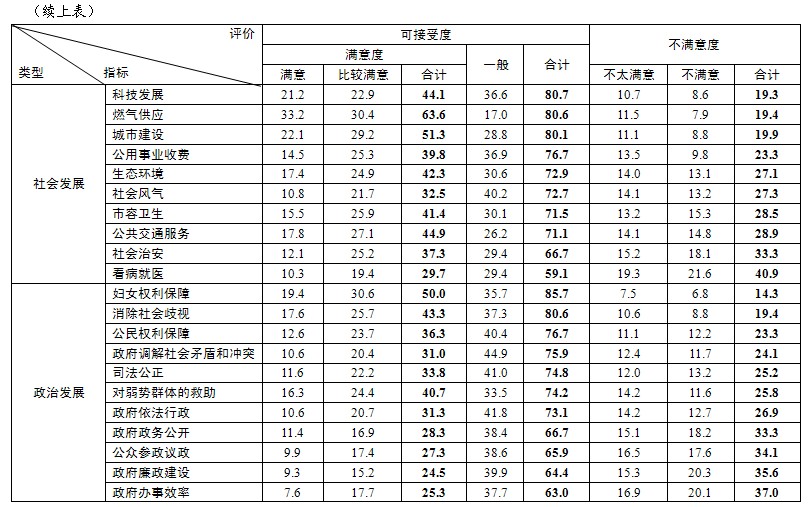 （续上表）
评价 可接受度 不满意度
满意度 一般 合计
类型 指标 满意 比较满意 合计 不太满意 不满意 合计
社会发展
科技发展 21.2 22.9 44.1 36.6 80.7 10.7 8.6 19.3
燃气供应 33.2 30.4 63.6 17.0 80.6 11.5 7.9 19.4
城市建设 22.1 29.2 51.3 28.8 80.1 11.1 8.8 19.9
公用事业收费 14.5 25.3 39.8 36.9 76.7 13.5 9.8 23.3
生态环境 17.4 24.9 42.3 30.6 72.9 14.0 13.1 27.1
社会风气 10.8 21.7 32.5 40.2 72.7 14.1 13.2 27.3
市容卫生 15.5 25.9 41.4 30.1 71.5 13.2 15.3 28.5
公共交通服务 17.8 27.1 44.9 26.2 71.1 14.1 14.8 28.9
社会治安 12.1 25.2 37.3 29.4 66.7 15.2 18.1 33.3
看病就医 10.3 19.4 29.7 29.4 59.1 19.3 21.6 40.9
政治发展
妇女权利保障 19.4 30.6 50.0 35.7 85.7 7.5 6.8 14.3
消除社会歧视 17.6 25.7 43.3 37.3 80.6 10.6 8.8 19.4
公民权利保障 12.6 23.7 36.3 40.4 76.7 11.1 12.2 23.3
政府调解社会矛盾和冲突 10.6 20.4 31.0 44.9 75.9 12.4 11.7 24.1
司法公正 11.6 22.2 33.8 41.0 74.8 12.0 13.2 25.2
对弱势群体的救助 16.3 24.4 40.7 33.5 74.2 14.2 11.6 25.8
政府依法行政 10.6 20.7 31.3 41.8 73.1 14.2 12.7 26.9
政府政务公开 11.4 16.9 28.3 38.4 66.7 15.1 18.2 33.3
公众参政议政 9.9 17.4 27.3 38.6 65.9 16.5 17.6 34.1
政府廉政建设 9.3 15.2 24.5 39.9 64.4 15.3 20.3 35.6
政府办事效率 7.6 17.7 25.3 37.7 63.0 16.9 20.1 37.0